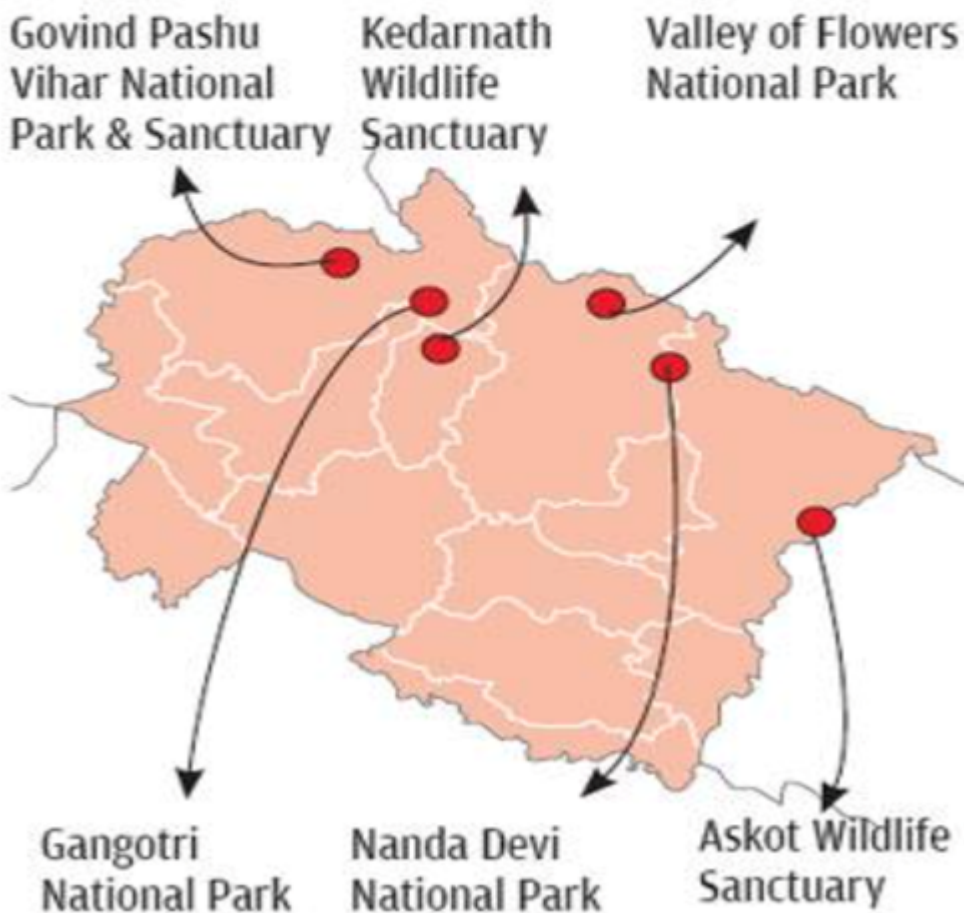 Govind Pashu
Vihar National
Park & Sanctuary
Kedarnath
Wildlife
Sanctuary
Valley of Flowers
National Park
Gangotri
National Park
Nanda Devi
National Park
Askot Wildlife
Sanctuary